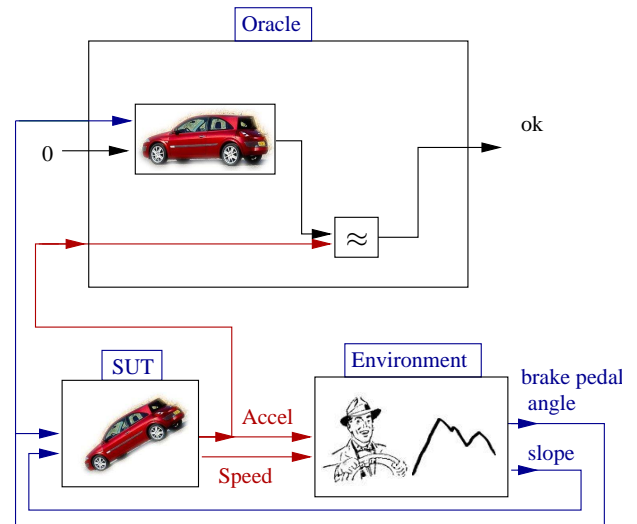 Oracle
ok
0
≈
SUT
Environment
brake pedal
angle
Accel
slope
Speed